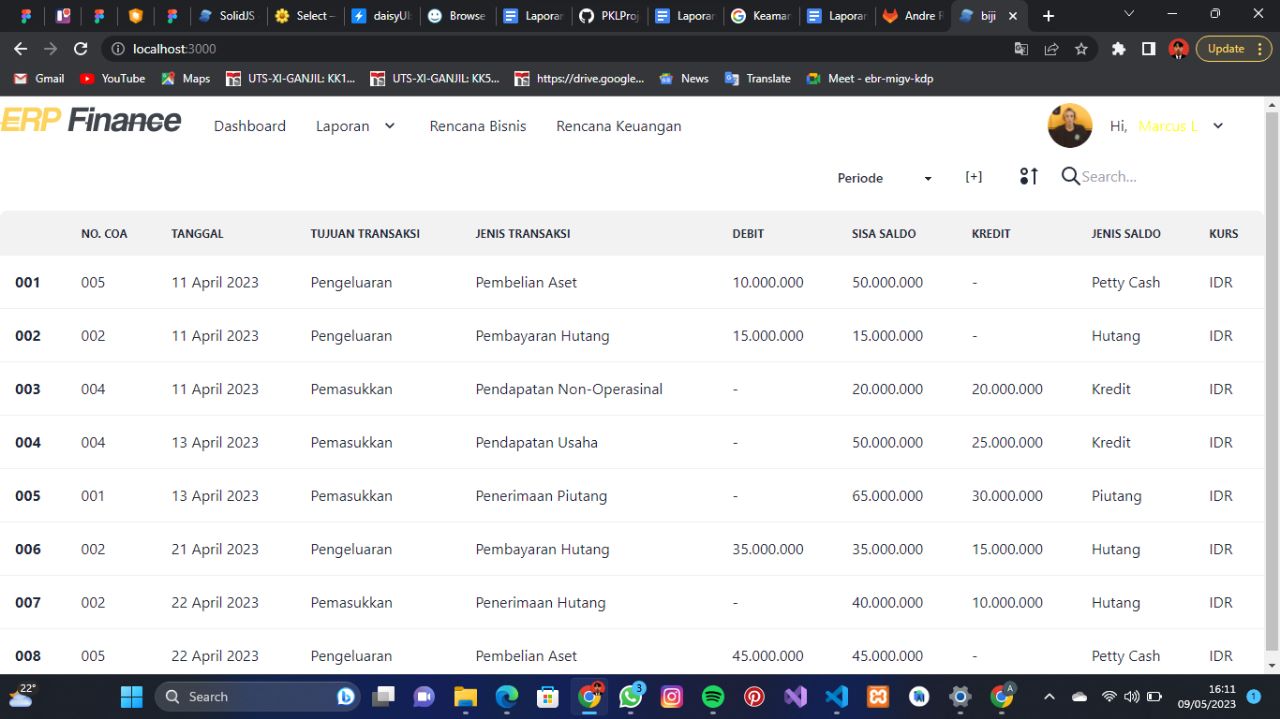 SolidJS
Select –
daisyUI
Browse
Laporan
PKLProj
Laporan
Laporan
Andre
biji
localhost:3000
Update
Gmail
YouTube
Maps
UTS-XI-GANJIL: KK1...
UTS-XI-GANJIL: KK5...
https://drive.google...
News
Translate
Meet - ebr-migv-kdp
ERP Finance
Dashboard
Laporan
Rencana Bisnis
Rencana Keuangan
Hi, Marcus L
Periode
[+]
Search...
NO. COA TANGGAL TUJUAN TRANSAKSI JENIS TRANSAKSI DEBIT SISA SALDO KREDIT JENIS SALDO KURS
001 005 11 April 2023 Pengeluaran Pembelian Aset 10.000.000 50.000.000 - Petty Cash IDR
002 002 11 April 2023 Pengeluaran Pembayaran Hutang 15.000.000 15.000.000 - Hutang IDR
003 004 11 April 2023 Pemasukkan Pendapatan Non-Operasinal - 20.000.000 20.000.000 Kredit IDR
004 004 13 April 2023 Pemasukkan Pendapatan Usaha - 50.000.000 25.000.000 Kredit IDR
005 001 13 April 2023 Pemasukkan Penerimaan Piutang - 65.000.000 30.000.000 Piutang IDR
006 002 21 April 2023 Pengeluaran Pembayaran Hutang 35.000.000 35.000.000 15.000.000 Hutang IDR
007 002 22 April 2023 Pemasukkan Penerimaan Hutang - 40.000.000 10.000.000 Hutang IDR
008 005 22 April 2023 Pengeluaran Pembelian Aset 45.000.000 45.000.000 - Petty Cash IDR
22°
Search
3
A
16:11
09/05/2023
1